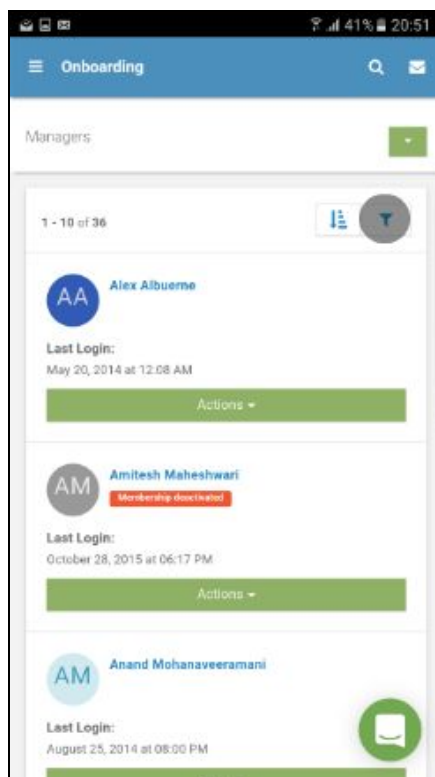 41% 20:51
Onboarding
Managers
1 - 10 of 36
AA
Alex Albuerne
Last Login:
May 20, 2014 at 12:08 AM
Actions
AM
Amitesh Maheshwari
Membership deactivated
Last Login:
October 28, 2015 at 06:17 PM
Actions
AM
Anand Mohanaveeramani
Last Login:
August 25, 2014 at 08:00 PM